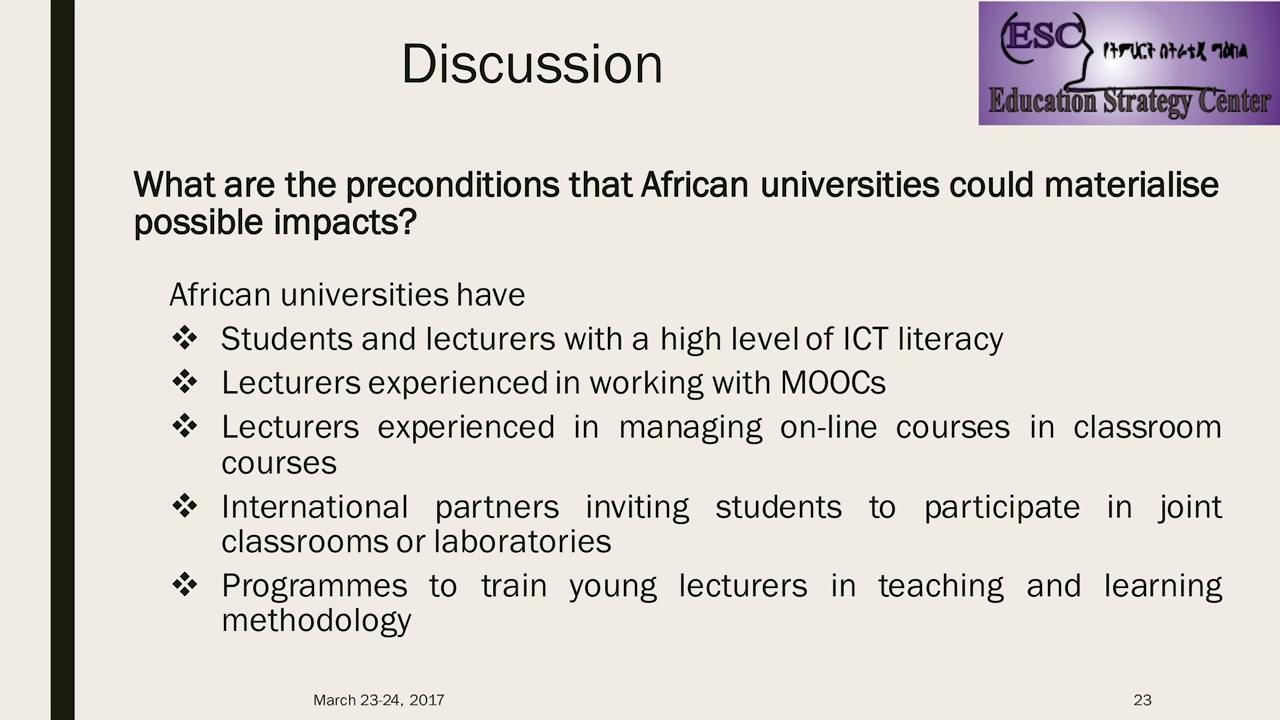 Discussion
ESC
የትምህርት ስትራቴጂ ማዕከል
Education Strategy Center
What are the preconditions that African universities could materialise
possible impacts?
African universities have
❖ Students and lecturers with a high level of ICT literacy
❖ Lecturers experienced in working with MOOCs
❖ Lecturers experienced in managing on-line courses in classroom
courses
❖ International partners inviting students to participate in joint
classrooms or laboratories
❖ Programmes to train young lecturers in teaching and learning
methodology
March 23-24, 2017
23